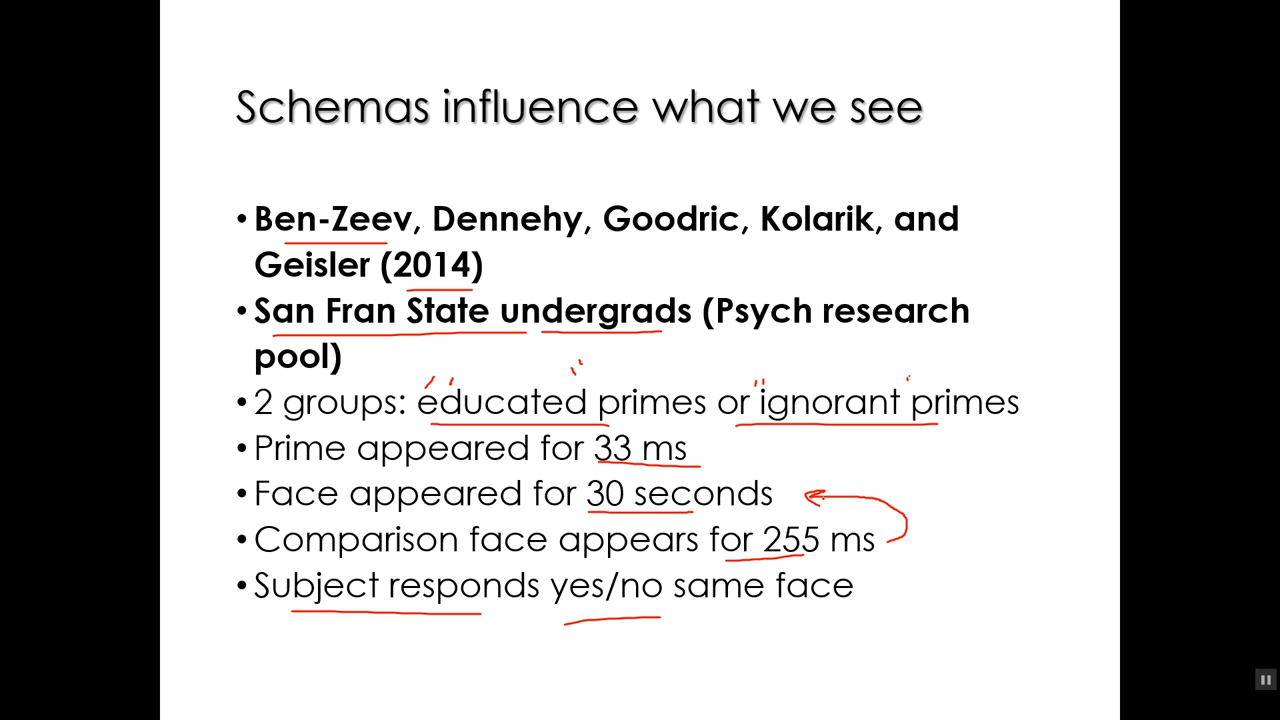 Schemas influence what we see
• Ben-Zeev, Dennehy, Goodric, Kolarik, and
Geisler (2014)
• San Fran State undergrads (Psych research
pool)
• 2 groups: educated primes or ignorant primes
• Prime appeared for 33 ms
• Face appeared for 30 seconds
• Comparison face appears for 255 ms
• Subject responds yes/no same face